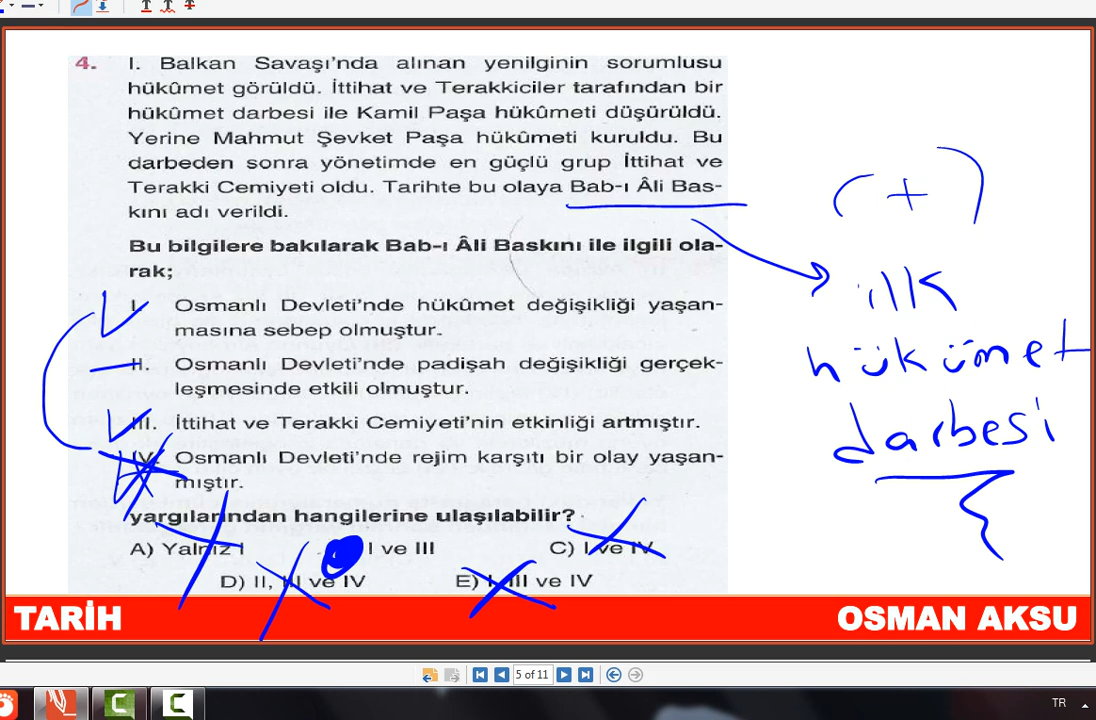 4. I. Balkan Savaşı'nda alınan yenilginin sorumlusu
hükûmet görüldü. İttihat ve Terakkiciler tarafından bir
hükûmet darbesi ile Kamil Paşa hükûmeti düşürüldü.
Yerine Mahmut Şevket Paşa hükûmeti kuruldu. Bu
darbeden sonra yönetimde en güçlü grup İttihat ve
Terakki Cemiyeti oldu. Tarihte bu olaya Bab-ı Âli Bas-
kını adı verildi.
Bu bilgilere bakılarak Bab-ı Âli Baskını ile ilgili ola-
rak;
I. Osmanlı Devleti'nde hükûmet değişikliği yaşan-
masına sebep olmuştur.
II. Osmanlı Devleti'nde padişah değişikliği gerçek-
leşmesinde etkili olmuştur.
III. İttihat ve Terakki Cemiyeti'nin etkinliği artmıştır.
IV. Osmanlı Devleti'nde rejim karşıtı bir olay yaşan-
mıştır.
yargılarından hangilerine ulaşılabilir?
A) Yalnız I I ve III C) I ve IV
D) II, III ve IV E) I, III ve IV
(+)
ilk
hükümet
darbesi
TARİH OSMAN AKSU
5 of 11
TR